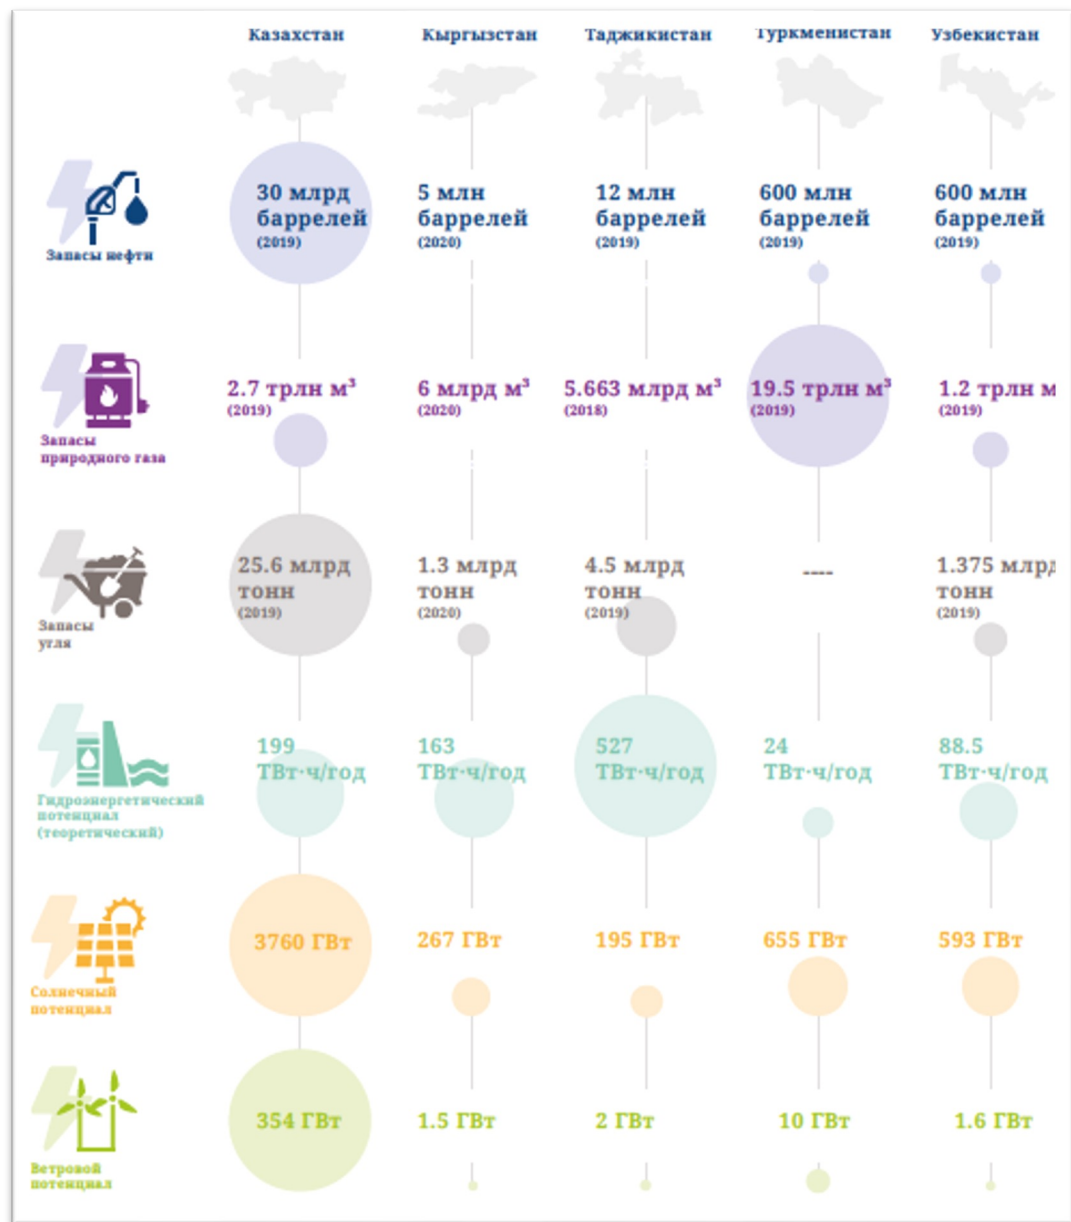 Казахстан Кыргызстан Таджикистан Туркменистан Узбекистан
30 млрд 5 млн 12 млн 600 млн 600 млн
баррелей баррелей баррелей баррелей баррелей
(2019) (2020) (2019) (2019) (2019)
Запасы нефти
2.7 трлн м³ 6 млрд м³ 5.663 млрд м³ 19.5 трлн м³ 1.2 трлн м
(2019) (2020) (2018) (2019) (2019)
Запасы
природного газа
25.6 млрд 1.3 млрд 4.5 млрд ---- 1.375 млрд
тонн тонн тонн тонн
(2019) (2020) (2019) (2019)
Запасы
угля
199 163 527 24 88.5
ТВт·ч/год ТВт·ч/год ТВт·ч/год ТВт·ч/год ТВт·ч/год
Гидроэнергетический
потенциал
(теоретический)
3760 ГВт 267 ГВт 195 ГВт 655 ГВт 593 ГВт
Солнечный
потенциал
354 ГВт 1.5 ГВт 2 ГВт 10 ГВт 1.6 ГВт
Ветровой
потенциал